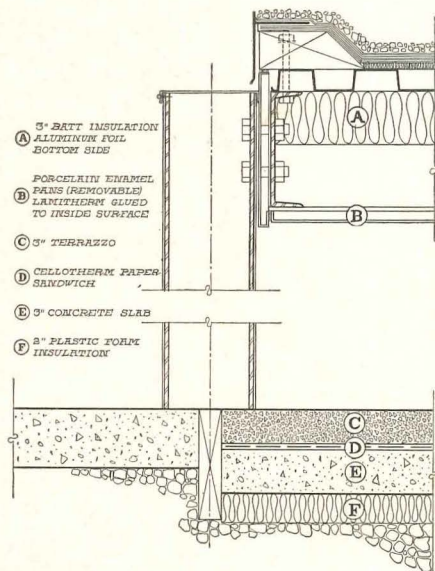 A
3" BATT INSULATION
ALUMINUM FOIL
BOTTOM SIDE
B
PORCELAIN ENAMEL
PANS (REMOVABLE)
LAMITHERM GLUED
TO INSIDE SURFACE
C 3" TERRAZZO
D CELLOTHERM PAPER
SANDWICH
E 3" CONCRETE SLAB
F 2" PLASTIC FOAM
INSULATION
A
B
C
D
E
F